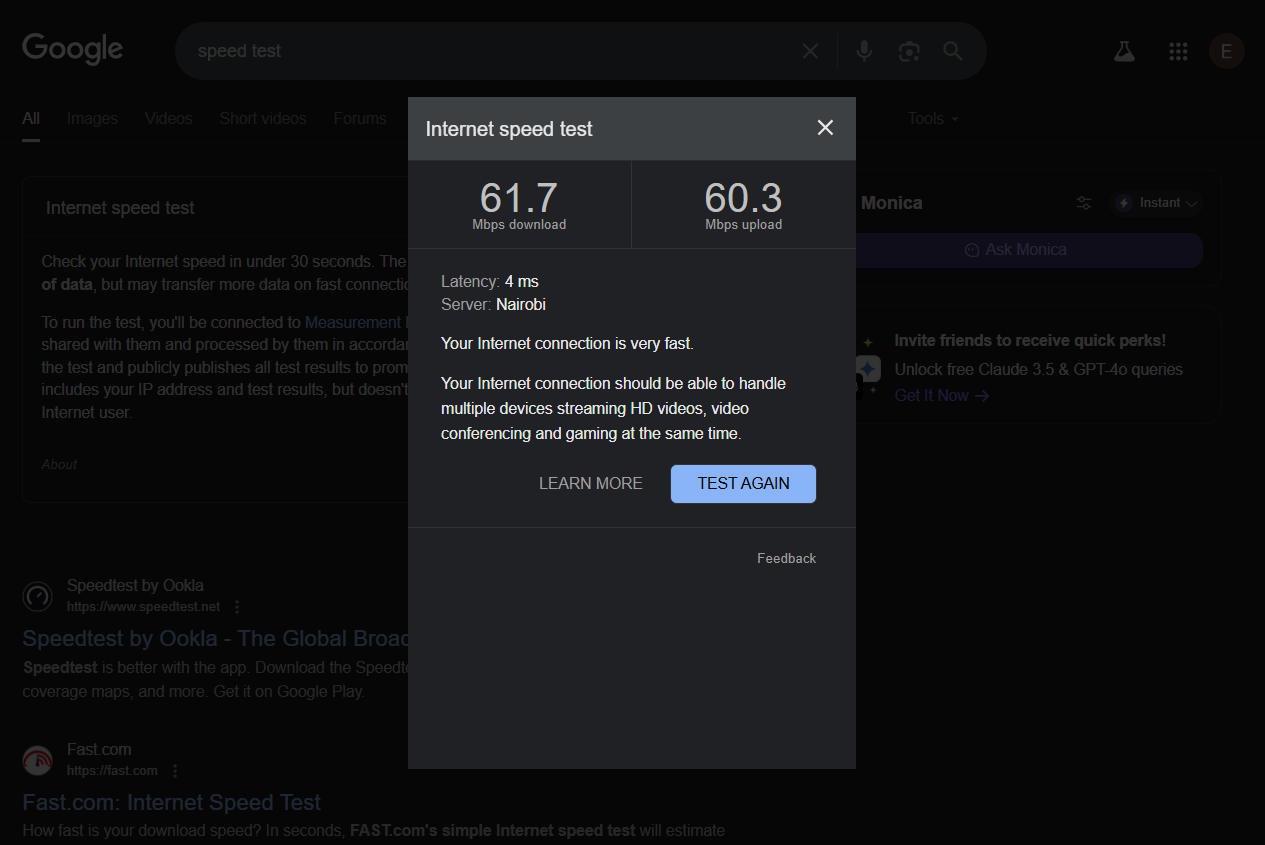 Google
speed test
E
All
Images
Videos
Short videos
Forums
Tools
Internet speed test
Check your Internet speed in under 30 seconds. The
of data, but may transfer more data on fast connectio
To run the test, you'll be connected to Measurement
shared with them and processed by them in accordan
the test and publicly publishes all test results to prom
includes your IP address and test results, but doesn't
Internet user.
About
Internet speed test
61.7
Mbps download
60.3
Mbps upload
Latency: 4 ms
Server: Nairobi
Your Internet connection is very fast.
Your Internet connection should be able to handle
multiple devices streaming HD videos, video
conferencing and gaming at the same time.
LEARN MORE
TEST AGAIN
Feedback
Monica
Instant
Ask Monica
Invite friends to receive quick perks!
Unlock free Claude 3.5 & GPT-4o queries
Get It Now →
Speedtest by Ookla
https://www.speedtest.net
Speedtest by Ookla - The Global Broad
Speedtest is better with the app. Download the Speedte
coverage maps, and more. Get it on Google Play.
Fast.com
https://fast.com
Fast.com: Internet Speed Test
How fast is your download speed? In seconds, FAST.com's simple Internet speed test will estimate